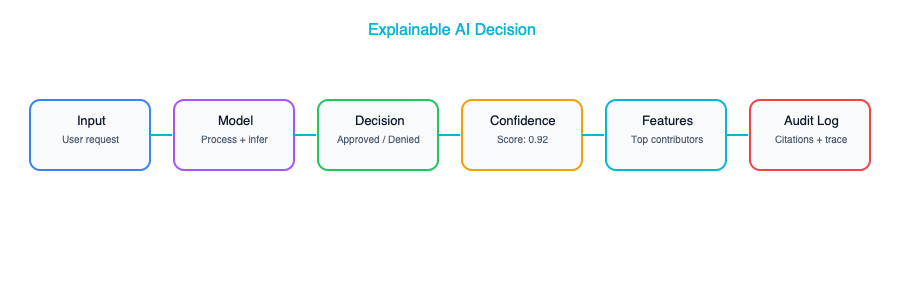 Explainable AI Decision
Input
User request
Model
Process + infer
Decision
Approved / Denied
Confidence
Score: 0.92
Features
Top contributors
Audit Log
Citations + trace